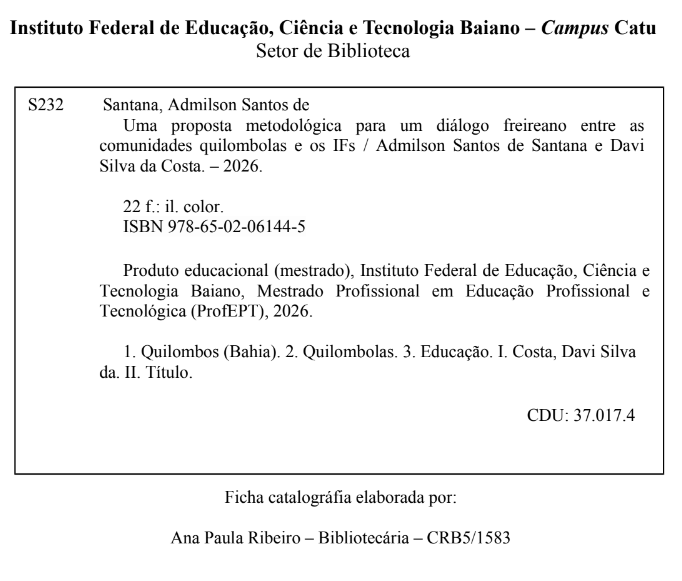 Instituto Federal de Educação, Ciência e Tecnologia Baiano – Campus Catu
Setor de Biblioteca
S232 Santana, Admilson Santos de
Uma proposta metodológica para um diálogo freireano entre as
comunidades quilombolas e os IFs / Admilson Santos de Santana e Davi
Silva da Costa. – 2026.
22 f.: il. color.
ISBN 978-65-02-06144-5
Produto educacional (mestrado), Instituto Federal de Educação, Ciência e
Tecnologia Baiano, Mestrado Profissional em Educação Profissional e
Tecnológica (ProfEPT), 2026.
1. Quilombos (Bahia). 2. Quilombolas. 3. Educação. I. Costa, Davi Silva
da. II. Título.
CDU: 37.017.4
Ficha catalográfia elaborada por:
Ana Paula Ribeiro – Bibliotecária – CRB5/1583